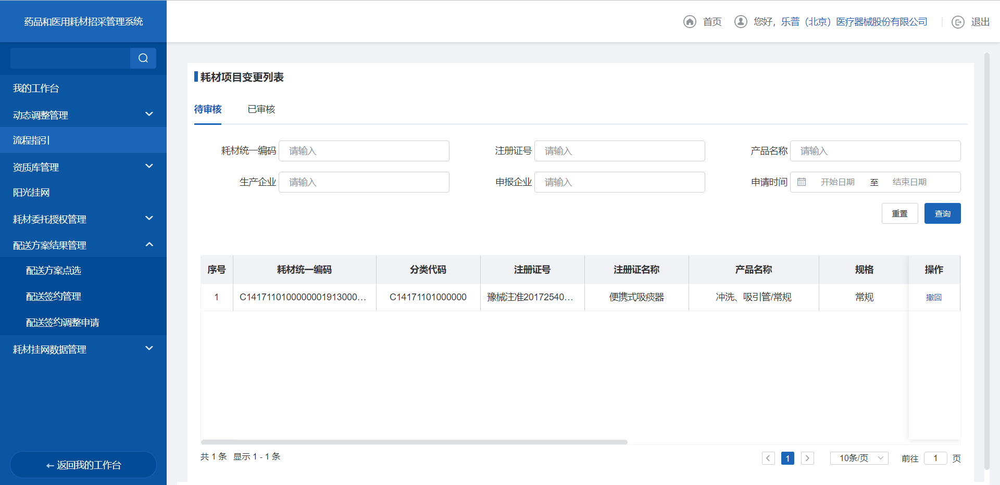 药品和医用耗材招采管理系统
首页 您好，乐普（北京）医疗器械股份有限公司 退出
我的工作台
动态调整管理
流程指引
资质库管理
阳光挂网
耗材委托授权管理
配送方案结果管理
配送方案点选
配送签约管理
配送签约调整申请
耗材挂网数据管理
返回我的工作台
耗材项目变更列表
待审核 已审核
耗材统一编码 请输入 注册证号 请输入 产品名称 请输入
生产企业 请输入 申报企业 请输入 申请时间 开始日期 至 结束日期
重置 查询
序号 耗材统一编码 分类代码 注册证号 注册证名称 产品名称 规格 操作
1 C1417110100000001913000... C14171101000000 豫械注准20172540... 便携式吸痰器 冲洗、吸引管/常规 常规 撤回
共 1 条 显示 1 - 1 条 1 10条/页 前往 1 页